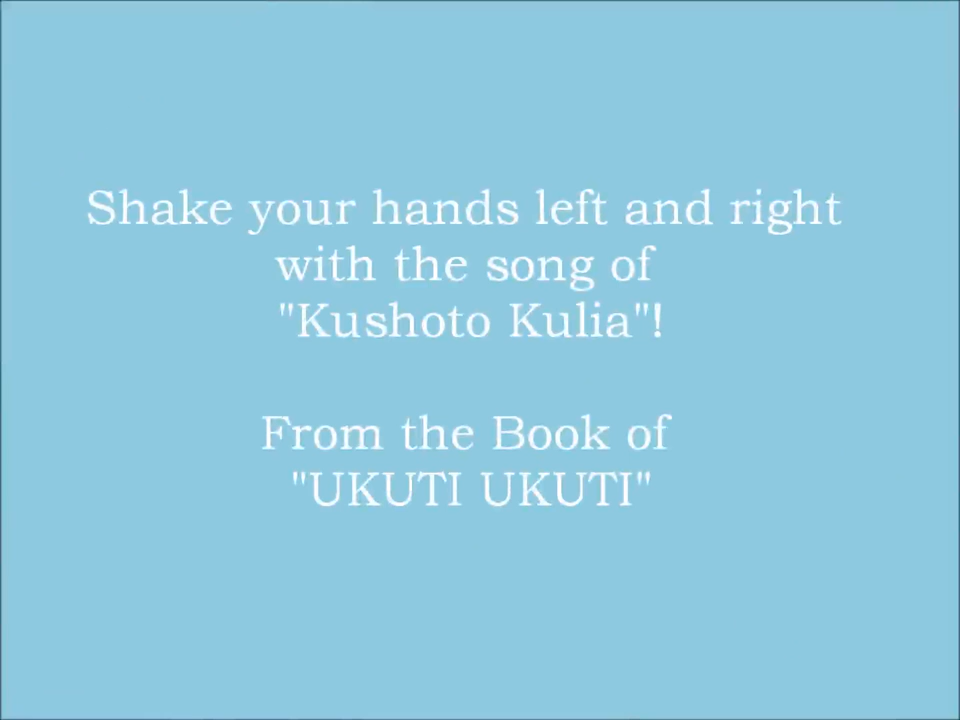 Shake your hands left and right
with the song of
"Kushoto Kulia"!
From the Book of
"UKUTI UKUTI"